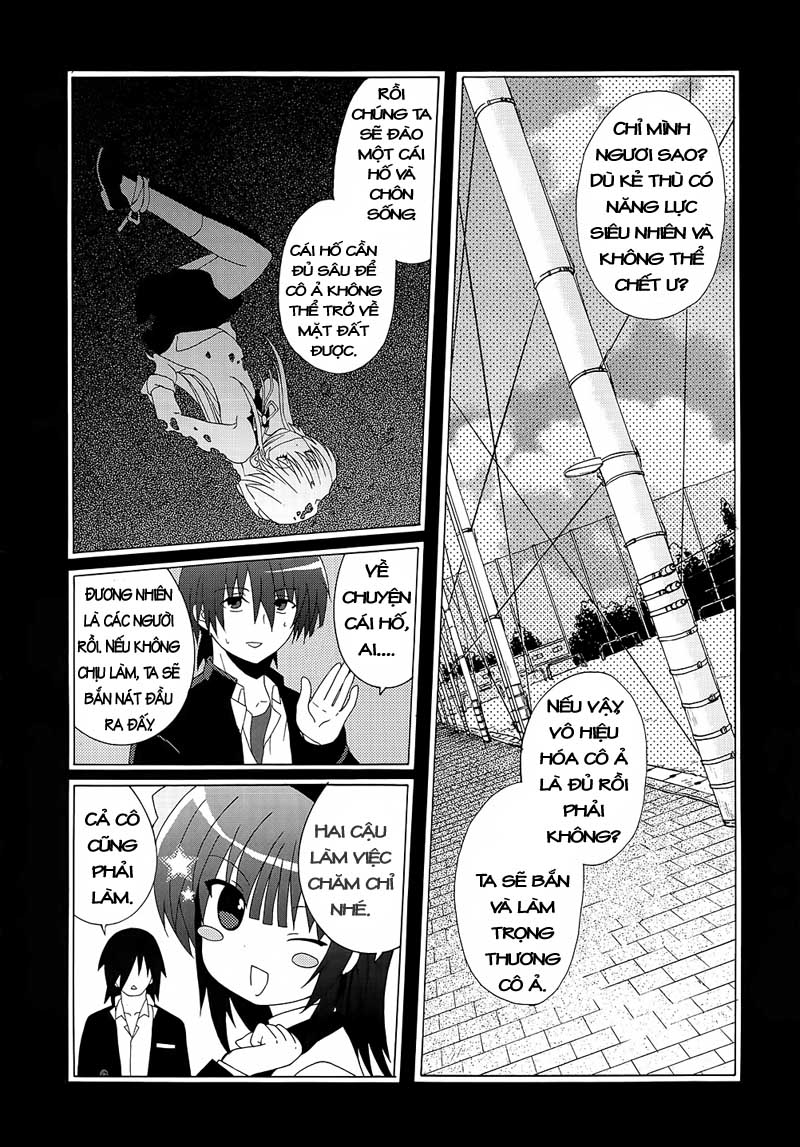 CHỈ MÌNH
NGƯƠI SAO?
DÙ KẺ THÙ CÓ
NĂNG LỰC
SIÊU NHIÊN VÀ
KHÔNG THỂ
CHẾT Ư?
NẾU VẬY,
VÔ HIỆU
HÓA CÔ Ả
LÀ ĐỦ RỒI
PHẢI
KHÔNG?
TA SẼ BẮN
VÀ LÀM
TRỌNG
THƯƠNG
CÔ Ả.
RỒI
CHÚNG TA
SẼ ĐÀO
MỘT CÁI
HỐ VÀ
CHÔN
SỐNG.
CÁI HỐ CẦN
ĐỦ SÂU ĐỂ
CÔ Ả KHÔNG
THỂ TRỞ VỀ
MẶT ĐẤT
ĐƯỢC.
VỀ
CHUYỆN
CÁI HỐ,
AI....
ĐƯƠNG NHIÊN
LÀ CÁC NGƯỜI
RỒI. NẾU KHÔNG
CHỊU LÀM, TA SẼ
BẮN NÁT ĐẦU
RA ĐẤY.
HAI CẬU
LÀM VIỆC
CHĂM CHỈ
NHÉ.
CẢ CÔ
CŨNG
PHẢI
LÀM.